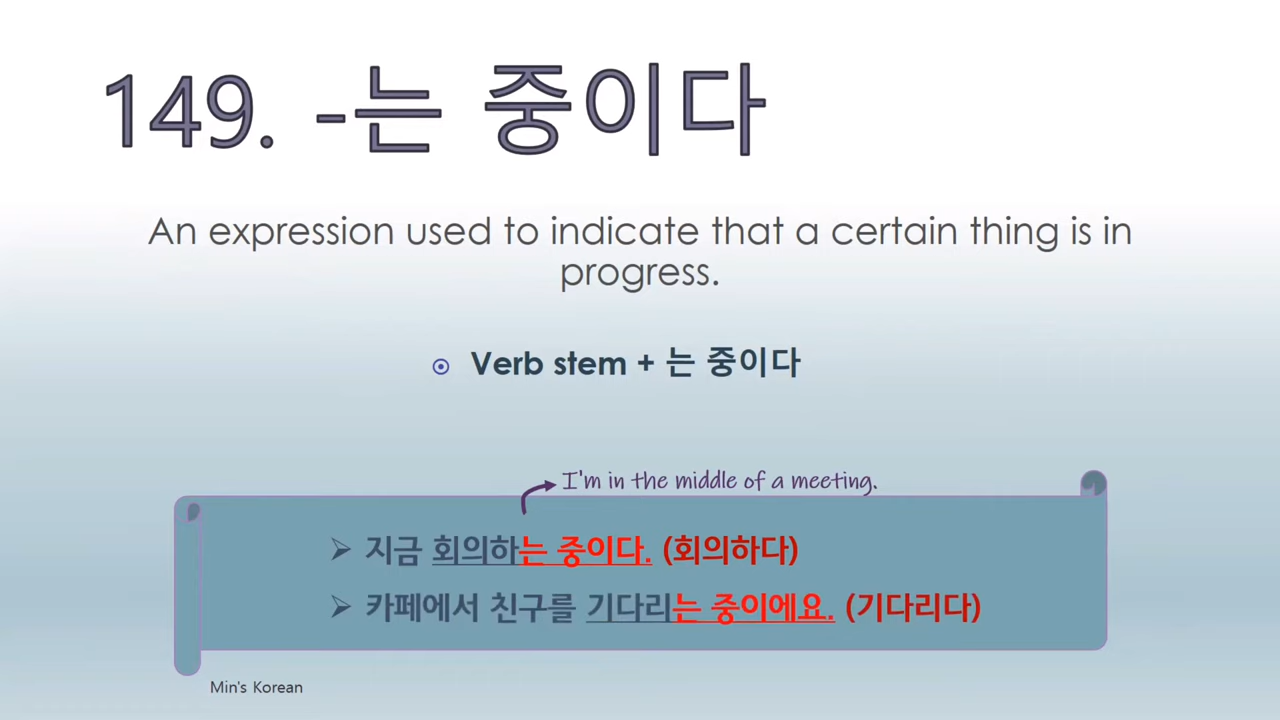 149. -는 중이다
An expression used to indicate that a certain thing is in
progress.
Verb stem + 는 중이다
I'm in the middle of a meeting.
지금 회의하는 중이다. (회의하다)
카페에서 친구를 기다리는 중이에요. (기다리다)
Min's Korean